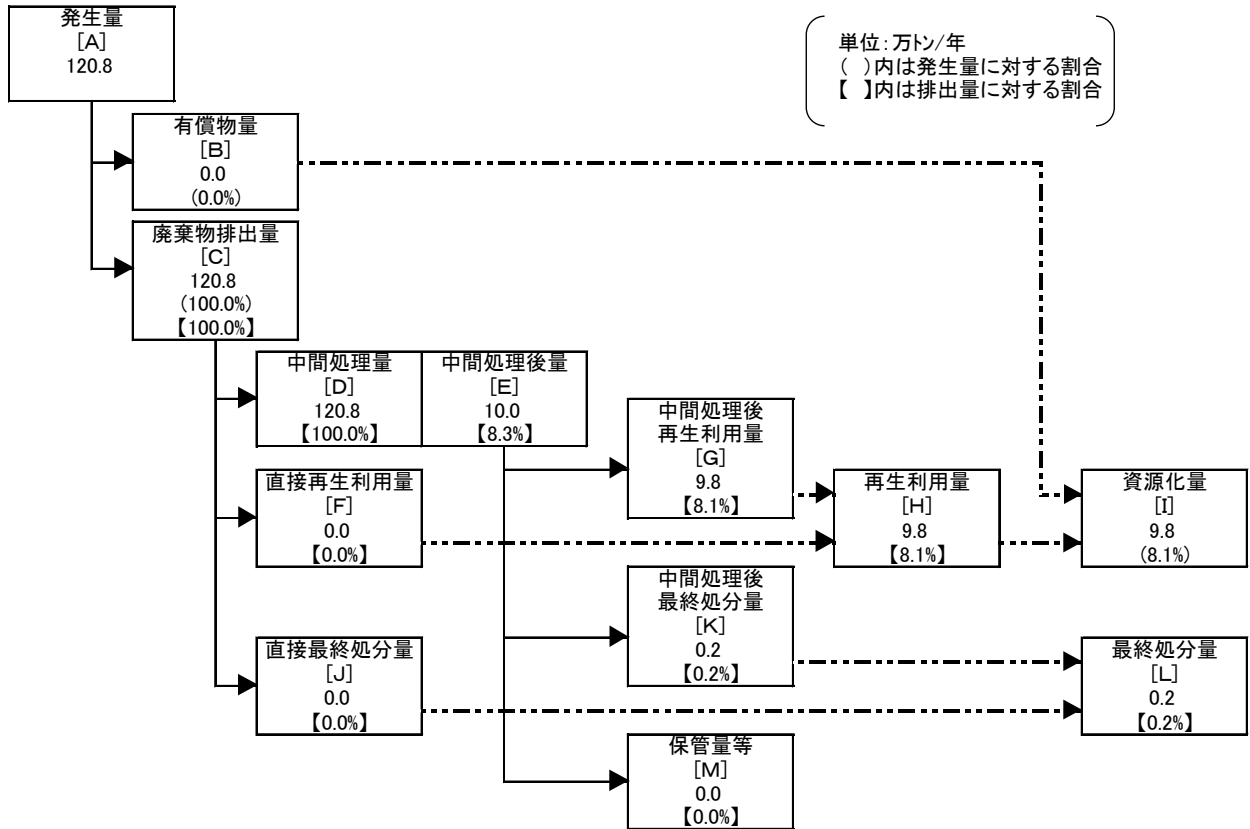 発生量
[A]
120.8
単位：万トン/年
（ ）内は発生量に対する割合
【 】内は排出量に対する割合
有償物量
[B]
0.0
(0.0%)
廃棄物排出量
[C]
120.8
(100.0%)
【100.0%】
中間処理量
[D]
120.8
【100.0%】
中間処理後量
[E]
10.0
【8.3%】
中間処理後
再生利用量
[G]
9.8
【8.1%】
直接再生利用量
[F]
0.0
【0.0%】
再生利用量
[H]
9.8
【8.1%】
資源化量
[I]
9.8
(8.1%)
中間処理後
最終処分量
[K]
0.2
【0.2%】
直接最終処分量
[J]
0.0
【0.0%】
最終処分量
[L]
0.2
【0.2%】
保管量等
[M]
0.0
【0.0%】